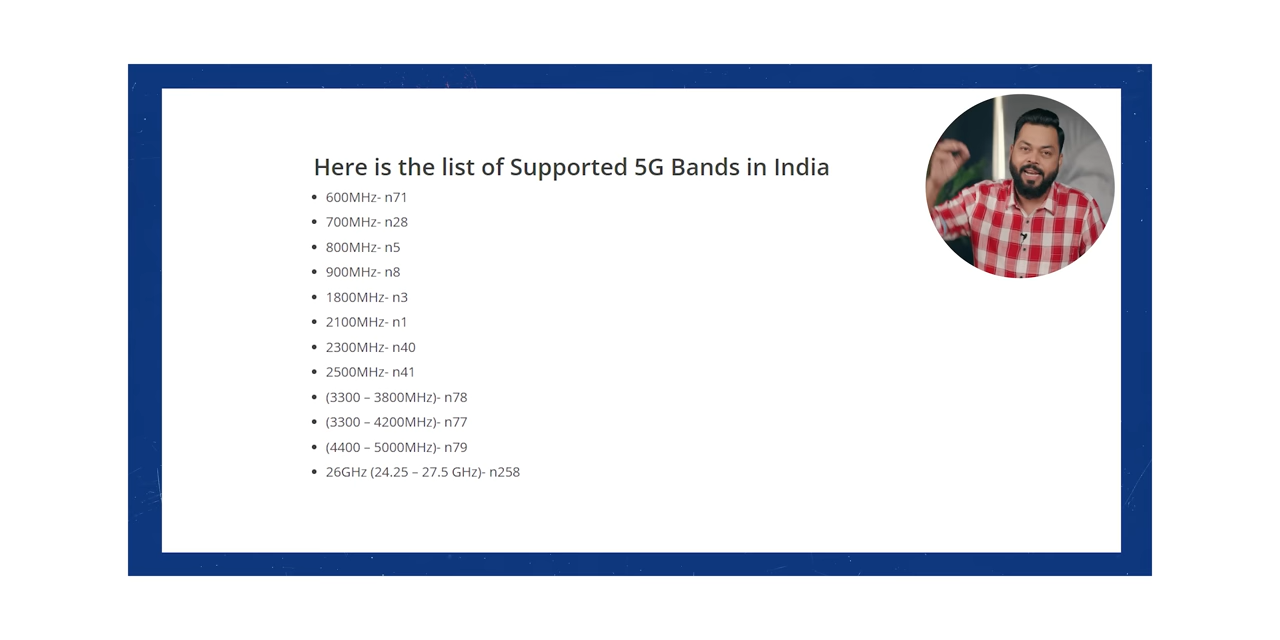 Here is the list of Supported 5G Bands in India
• 600MHz- n71
• 700MHz- n28
• 800MHz- n5
• 900MHz- n8
• 1800MHz- n3
• 2100MHz- n1
• 2300MHz- n40
• 2500MHz- n41
• (3300 – 3800MHz)- n78
• (3300 – 4200MHz)- n77
• (4400 – 5000MHz)- n79
• 26GHz (24.25 – 27.5 GHz)- n258